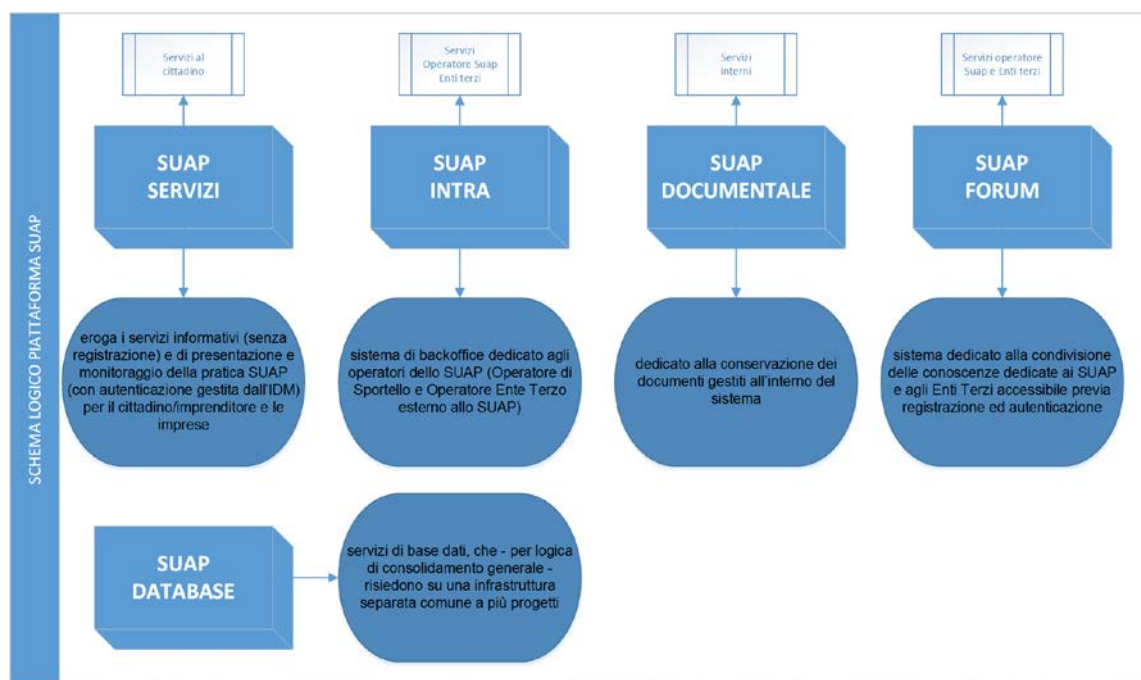 SCHEMA LOGICO PIATTAFORMA SUAP
Servizi al
cittadino
Servizi
Operatore Suap
Enti terzi
Servizi
interni
Servizi operatore
Suap e Enti terzi
SUAP
SERVIZI
SUAP
INTRA
SUAP
DOCUMENTALE
SUAP
FORUM
eroga i servizi informativi (senza
registrazione) e di presentazione e
monitoraggio della pratica SUAP
(con autenticazione gestita dall'IDM)
per il cittadino/imprenditore e le
imprese
sistema di backoffice dedicato agli
operatori dello SUAP (Operatore di
Sportello e Operatore Ente Terzo
esterno allo SUAP)
dedicato alla conservazione dei
documenti gestiti all'interno del
sistema
sistema dedicato alla condivisione
delle conoscenze dedicate ai SUAP
e agli Enti Terzi accessibile previa
registrazione ed autenticazione
SUAP
DATABASE
servizi di base dati, che - per logica
di consolidamento generale -
risiedono su una infrastruttura
separata comune a più progetti